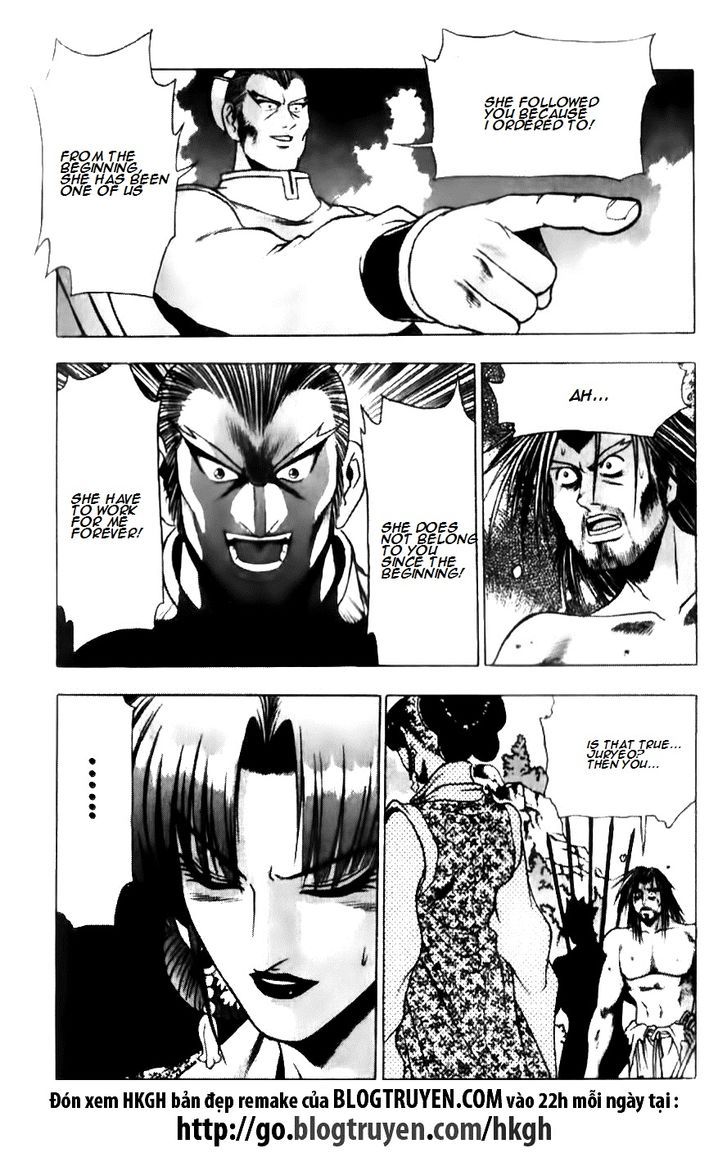 SHE FOLLOWED
YOU BECAUSE
I ORDERED TO!
FROM THE
BEGINNING,
SHE HAS BEEN
ONE OF US
AH...
SHE DOES
NOT BELONG
TO YOU
SINCE THE
BEGINNING!
SHE HAVE
TO WORK
FOR ME
FOREVER!
IS THAT TRUE...
JURYEO?
THEN YOU...
......
Đón xem HKGH bản đẹp remake của BLOGTRUYEN.COM vào 22h mỗi ngày tại :
http://go.blogtruyen.com/hkgh